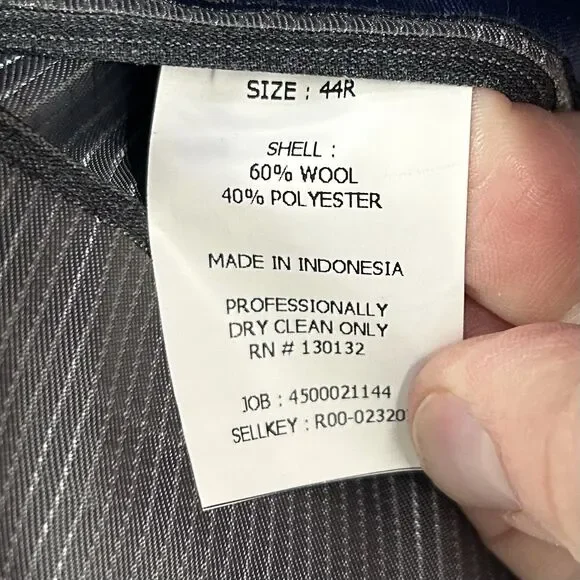 SIZE : 44R
SHELL :
60% WOOL
40% POLYESTER
MADE IN INDONESIA
PROFESSIONALLY
DRY CLEAN ONLY
RN # 130132
JOB : 4500021144
SELLKEY : R00-02320